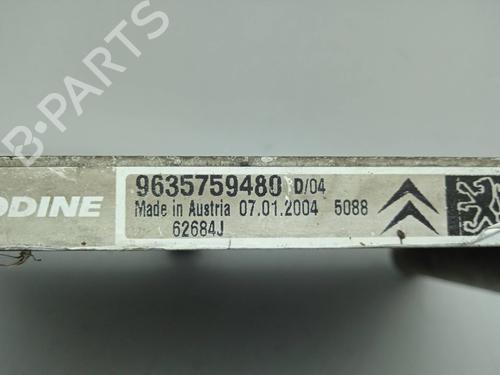 B-PARTS
ODINE
9635759480 D/04
Made in Austria 07.01.2004 5088
62684J